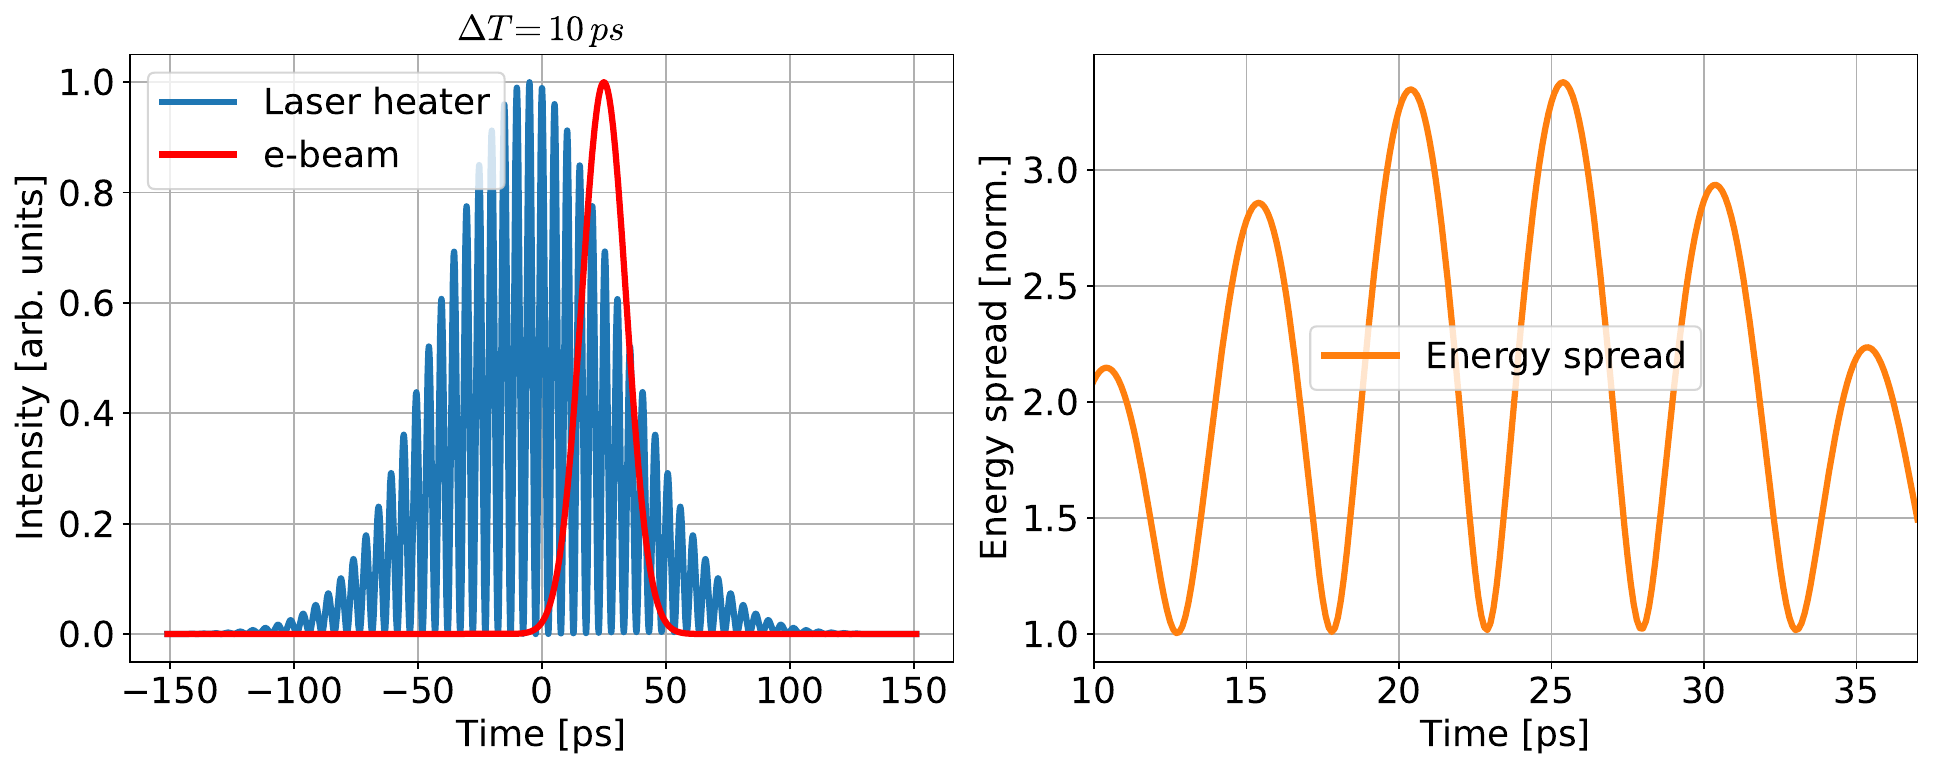 ΔT = 10 ps
Laser heater
e-beam
Intensity [arb. units]
1.0
0.8
0.6
0.4
0.2
0.0
−150 −100 −50 0 50 100 150
Time [ps]
Energy spread
Energy spread [norm.]
3.0
2.5
2.0
1.5
1.0
10 15 20 25 30 35
Time [ps]